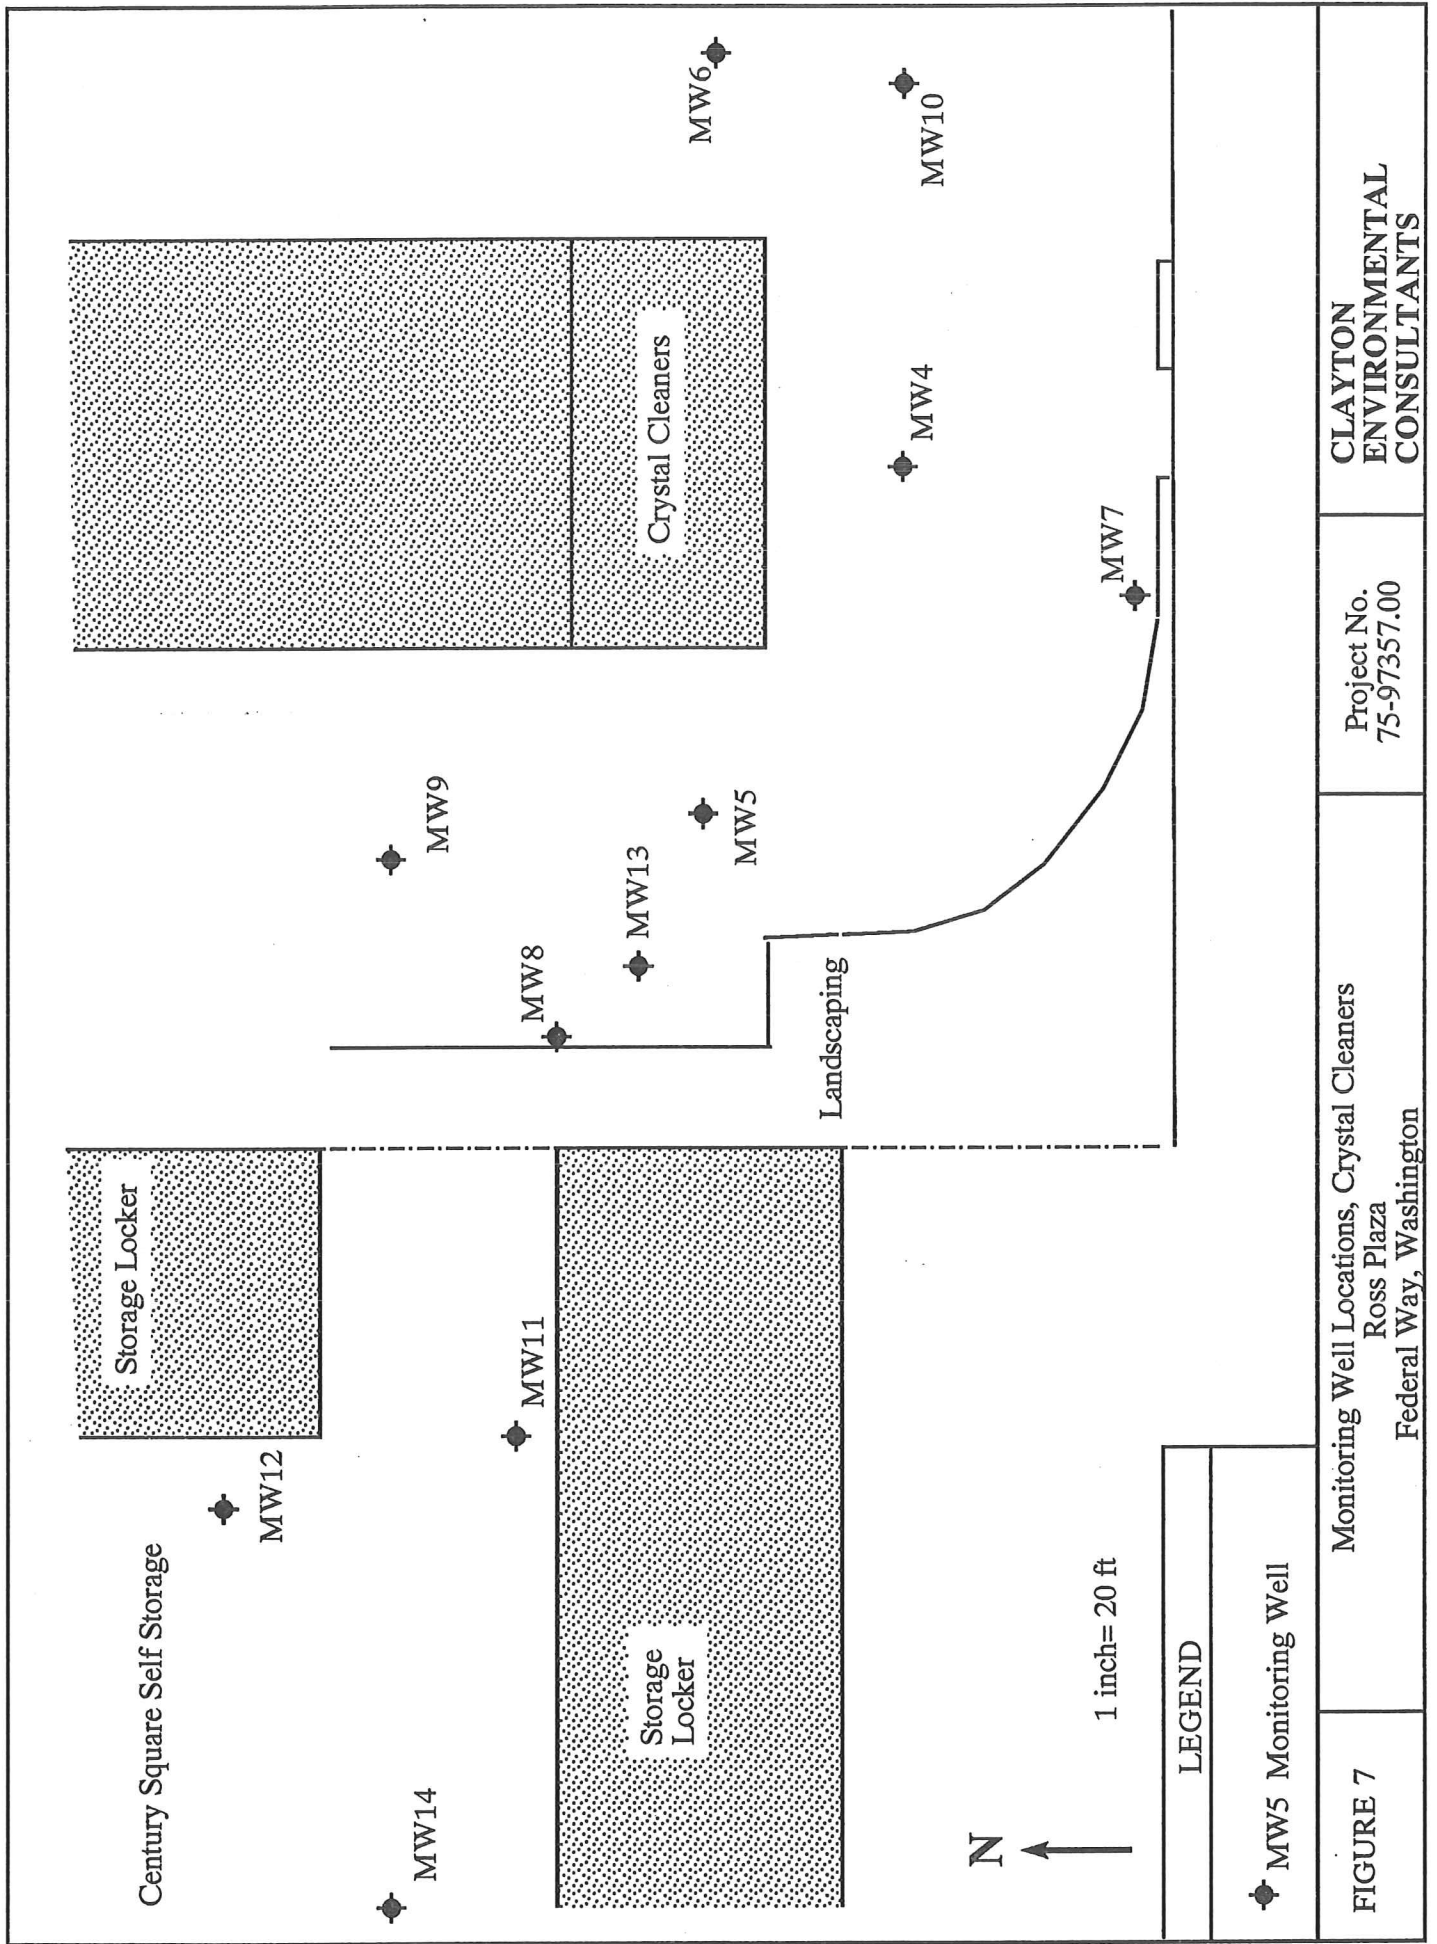 Century Square Self Storage
Storage Locker
MW12
MW14
MW11
MW9
MW8
MW13
MW5
MW6
Crystal Cleaners
Storage
Locker
Landscaping
MW4
MW10
MW7
N
1 inch= 20 ft
LEGEND
MW5 Monitoring Well
FIGURE 7
Monitoring Well Locations, Crystal Cleaners
Ross Plaza
Federal Way, Washington
Project No.
75-97357.00
CLAYTON
ENVIRONMENTAL
CONSULTANTS